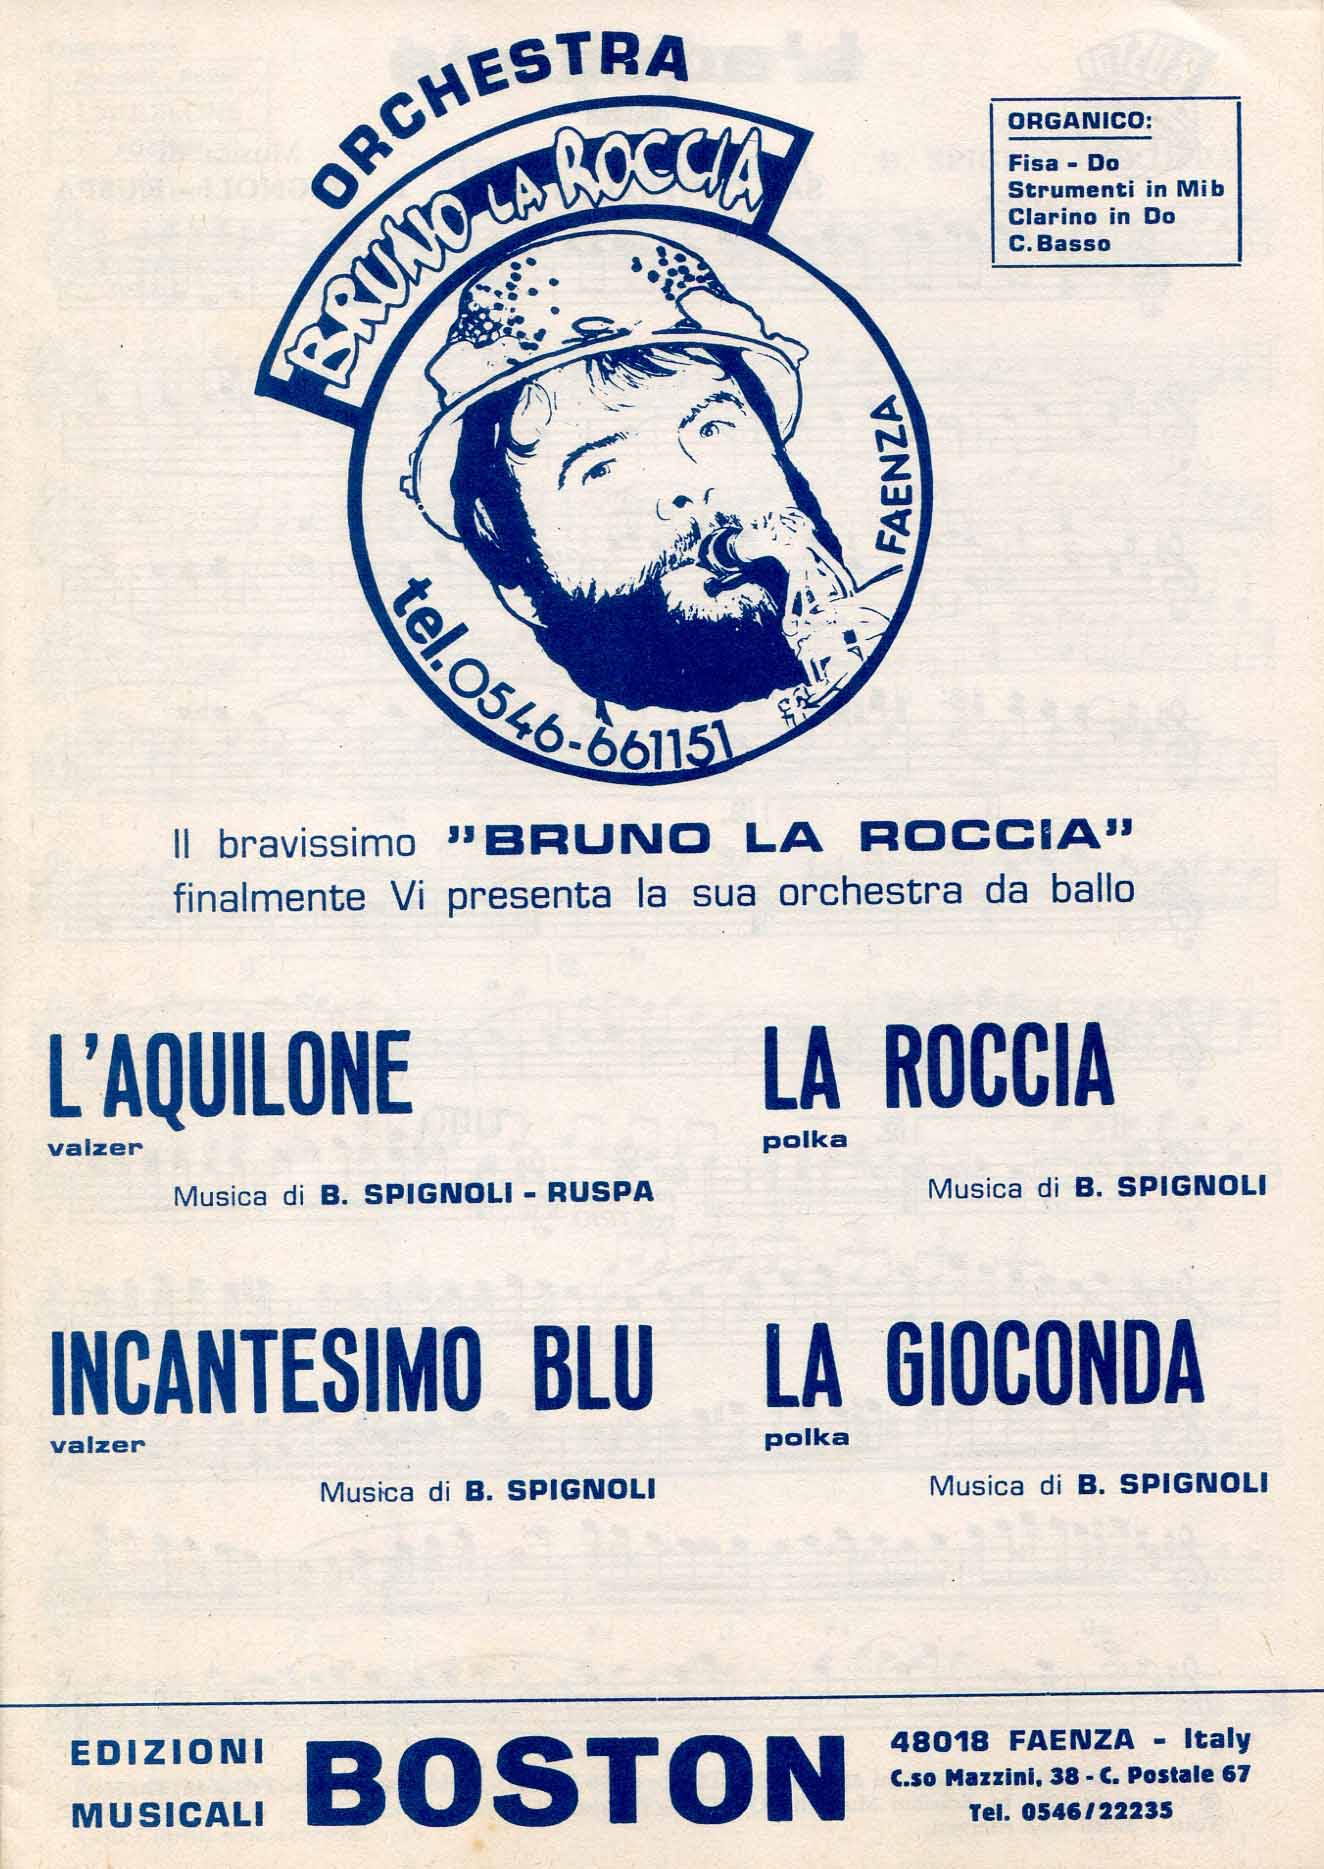 ORCHESTRA
BRUNO LA ROCCIA
FAENZA
tel. 0546-661151
ORGANICO:
Fisa - Do
Strumenti in Mib
Clarino in Do
C. Basso
Il bravissimo "BRUNO LA ROCCIA"
finalmente Vi presenta la sua orchestra da ballo
L'AQUILONE
valzer
Musica di B. SPIGNOLI - RUSPA
LA ROCCIA
polka
Musica di B. SPIGNOLI
INCANTESIMO BLU
valzer
Musica di B. SPIGNOLI
LA GIOCONDA
polka
Musica di B. SPIGNOLI
EDIZIONI
MUSICALI
BOSTON
48018 FAENZA - Italy
C.so Mazzini, 38 - C. Postale 67
Tel. 0546/22235